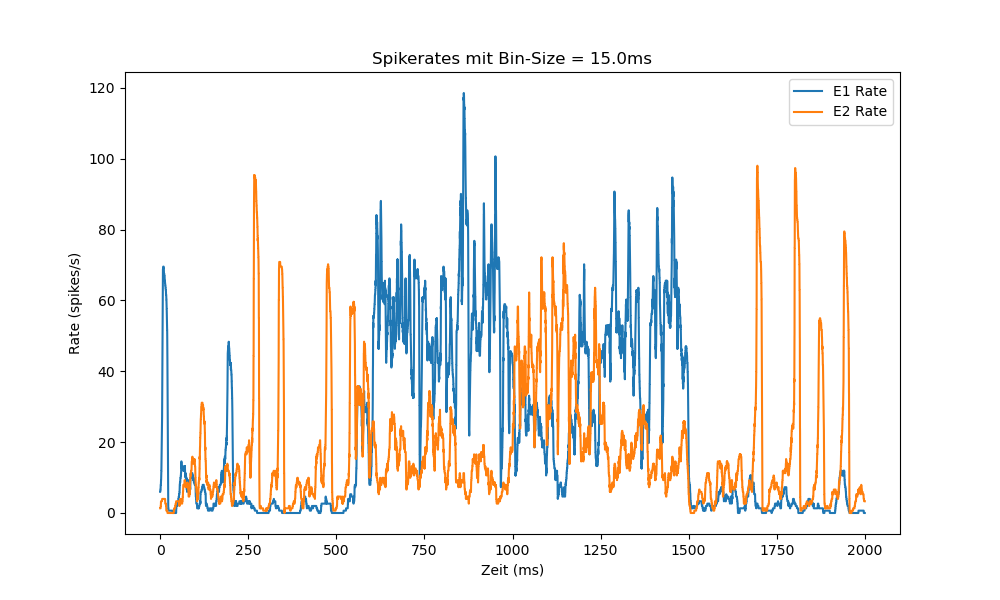 Spikerates mit Bin-Size = 15.0ms
E1 Rate
E2 Rate
Rate (spikes/s)
120
100
80
60
40
20
0
0 250 500 750 1000 1250 1500 1750 2000
Zeit (ms)